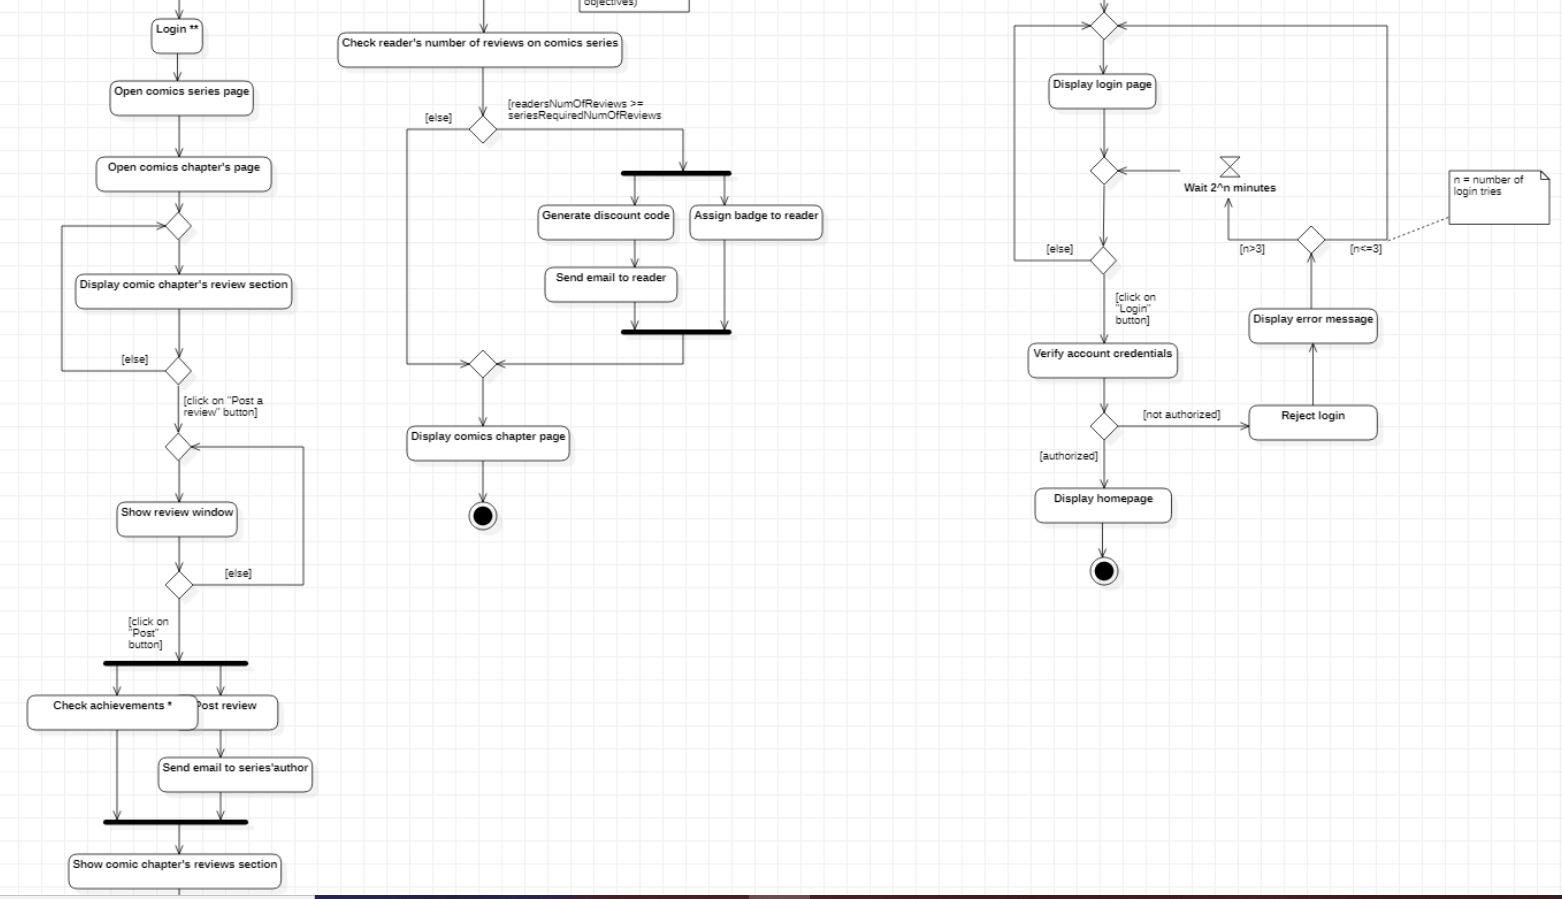 Login **
Open comics series page
Open comics chapter's page
Display comic chapter's review section
[else]
[click on "Post a
review" button]
Show review window
[else]
[click on
"Post"
button]
Check achievements *
Post review
Send email to series'author
Show comic chapter's reviews section
objectives)
Check reader's number of reviews on comics series
[readersNumOfReviews >=
seriesRequiredNumOfReviews
[else]
Generate discount code
Assign badge to reader
Send email to reader
Display comics chapter page
Display login page
Wait 2^n minutes
n = number of
login tries
[else]
[n>3]
[n<=3]
[click on
"Login"
button]
Display error message
Verify account credentials
[not authorized]
Reject login
[authorized]
Display homepage